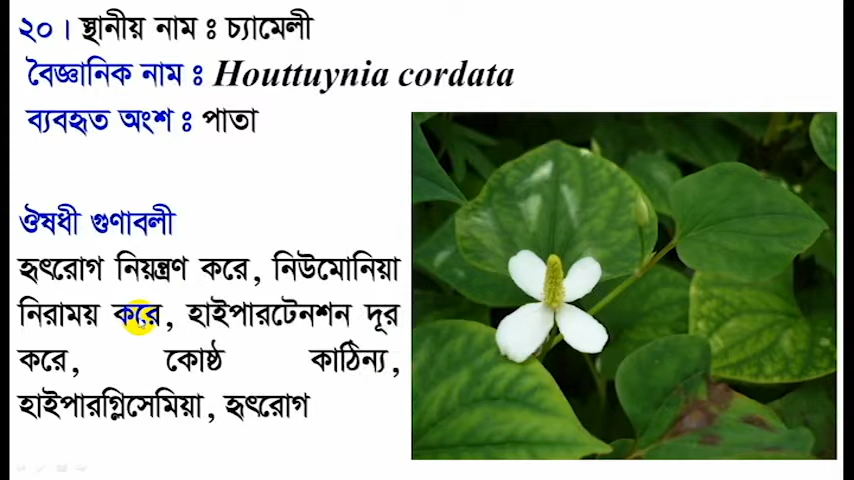 ২০। স্থানীয় নাম ঃ চ্যামেলী
বৈজ্ঞানিক নাম ঃ Houttuynia cordata
ব্যবহৃত অংশ ঃ পাতা
ঔষধী গুণাবলী
হৃৎরোগ নিয়ন্ত্রণ করে, নিউমোনিয়া
নিরাময় করে, হাইপারটেনশন দূর
করে, কোষ্ঠ কাঠিন্য,
হাইপারগ্লিসেমিয়া, হৃৎরোগ